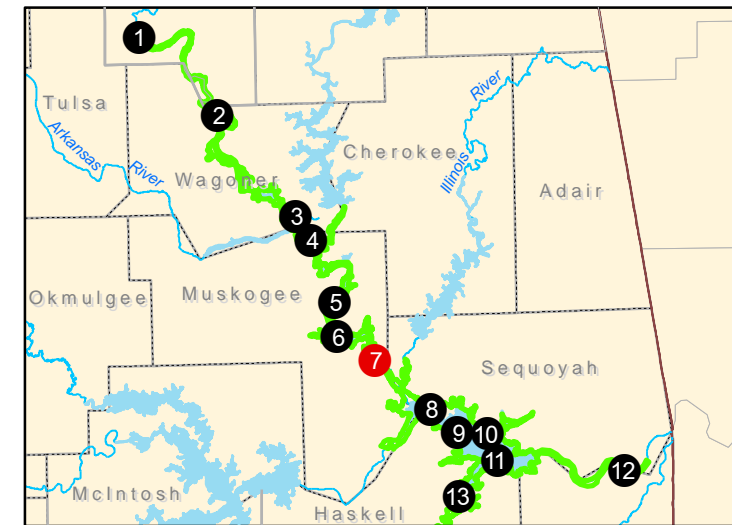 1
2
Tulsa
Arkansas
River
Wagoner
Cherokee
Illinois
River
Adair
3
4
Okmulgee
Muskogee
5
6
7
Sequoyah
8
9
10
11
12
13
McIntosh
Haskell